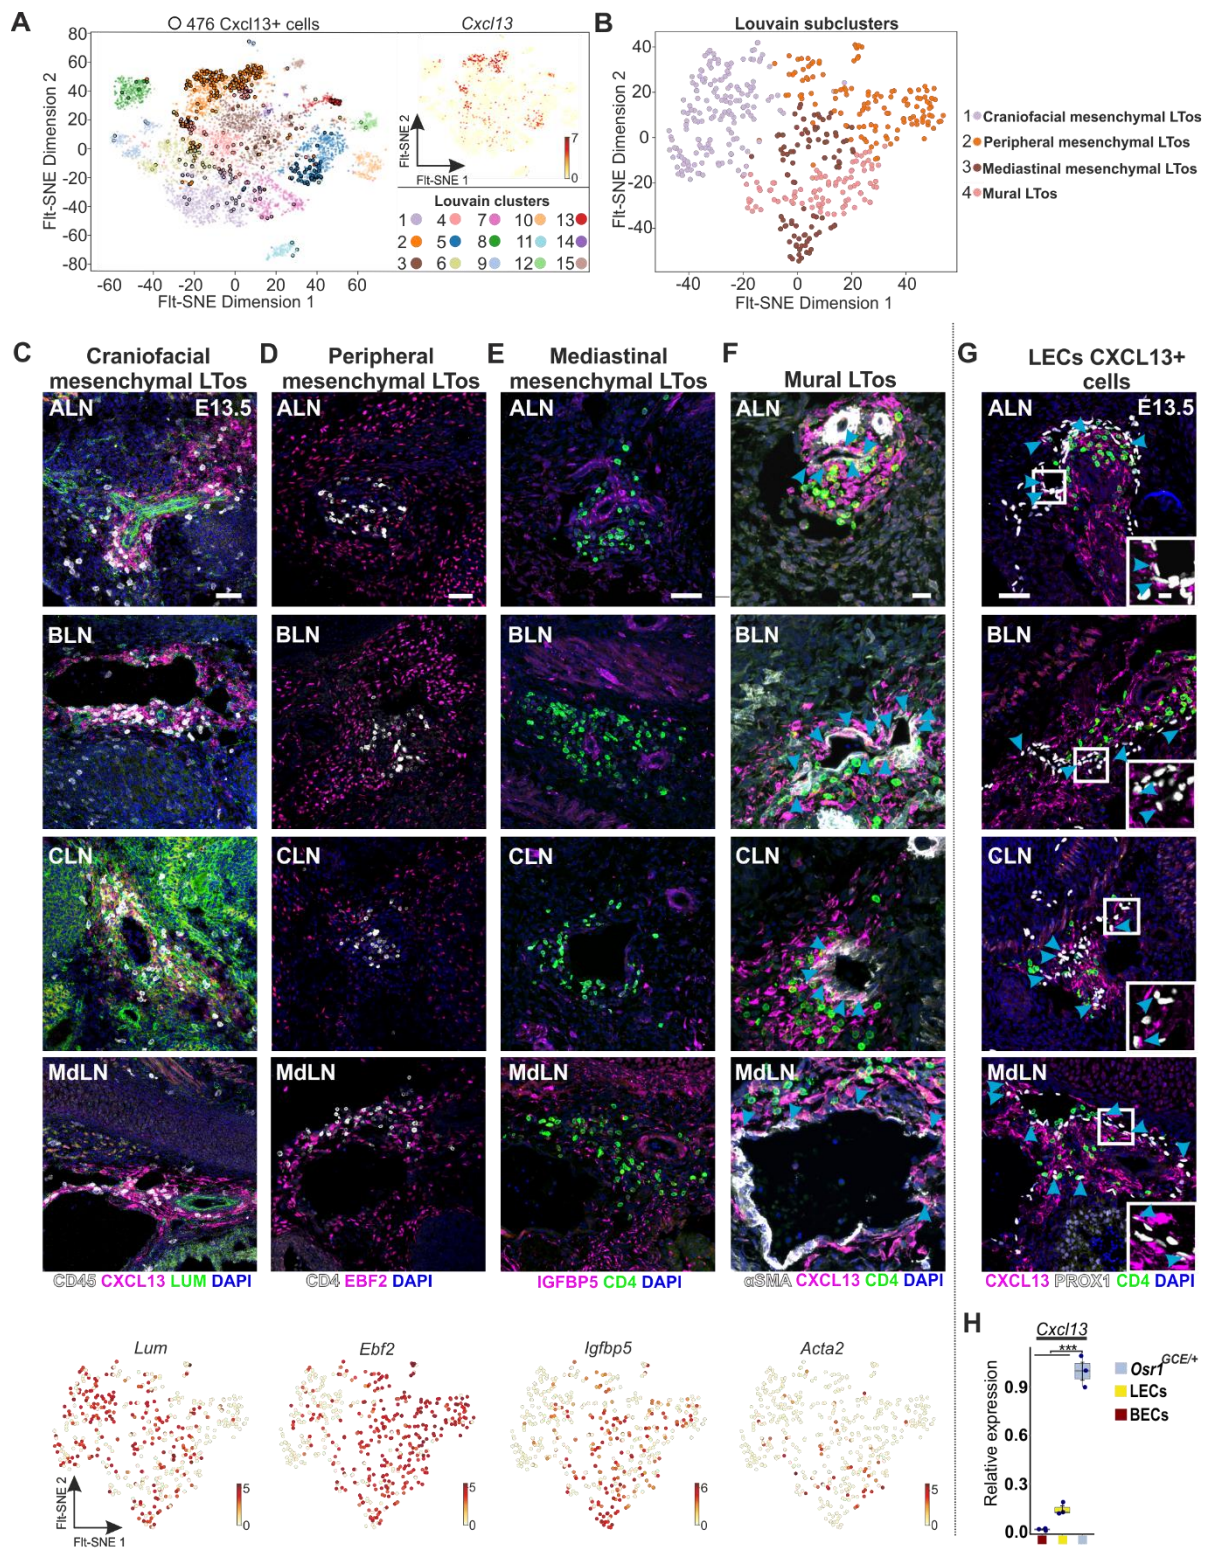 A
476 Cxcl13+ cells
Cxcl13
80
60
40
20
0
-20
-40
-60
-80
FIt-SNE Dimension 2
-60 -40 -20 0 20 40 60
FIt-SNE Dimension 1
FIt-SNE 2
FIt-SNE 1
7
0
Louvain clusters
1 4 7 10 13
2 5 8 11 14
3 6 9 12 15
B
Louvain subclusters
40
20
0
-20
-40
FIt-SNE Dimension 2
-40 -20 0 20 40
FIt-SNE Dimension 1
1 Craniofacial mesenchymal LTos
2 Peripheral mesenchymal LTos
3 Mediastinal mesenchymal LTos
4 Mural LTos
C
Craniofacial
mesenchymal LTos
ALN E13.5
BLN
CLN
MdLN
CD45 CXCL13 LUM DAPI
D
Peripheral
mesenchymal LTos
ALN
BLN
CLN
MdLN
CD4 EBF2 DAPI
E
Mediastinal
mesenchymal LTos
ALN
BLN
CLN
MdLN
IGFBP5 CD4 DAPI
F
Mural LTos
ALN
BLN
CLN
MdLN
αSMA CXCL13 CD4 DAPI
G
LECs CXCL13+
cells
ALN E13.5
BLN
CLN
MdLN
CXCL13 PROX1 CD4 DAPI
Lum
5
0
FIt-SNE 2
FIt-SNE 1
Ebf2
5
0
Igfbp5
6
0
Acta2
5
0
H
Cxcl13
***
0.9
0.6
0.3
0.0
Relative expression
Osr1GCE/+
LECs
BECs